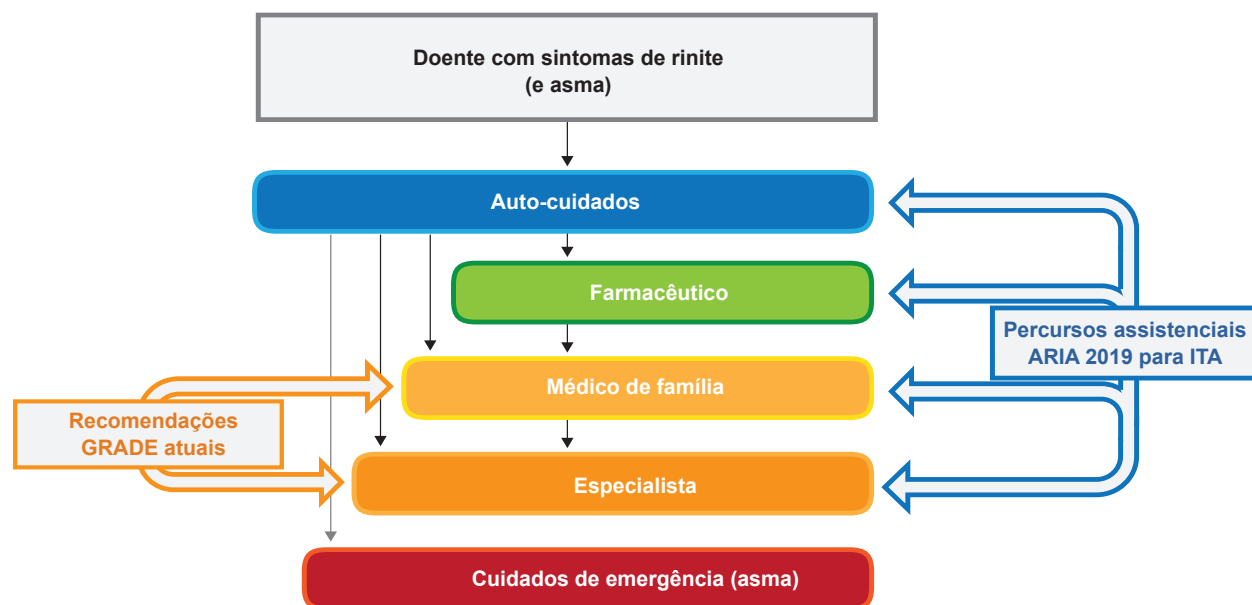 Doente com sintomas de rinite
(e asma)
Auto-cuidados
Farmacêutico
Percursos assistenciais
ARIA 2019 para ITA
Médico de família
Recomendações
GRADE atuais
Especialista
Cuidados de emergência (asma)